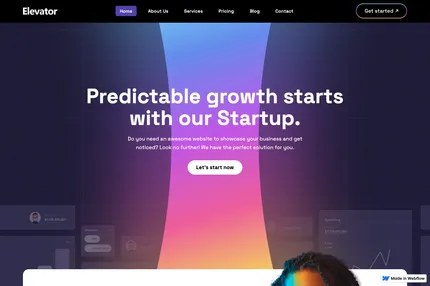 Elevator
Home
About Us
Services
Pricing
Blog
Contact
Get started ↗
Predictable growth starts
with our Startup.
Do you need an awesome website to showcase your business and get
noticed? Look no further! We have the perfect solution for you.
Let's start now
Made in Webflow